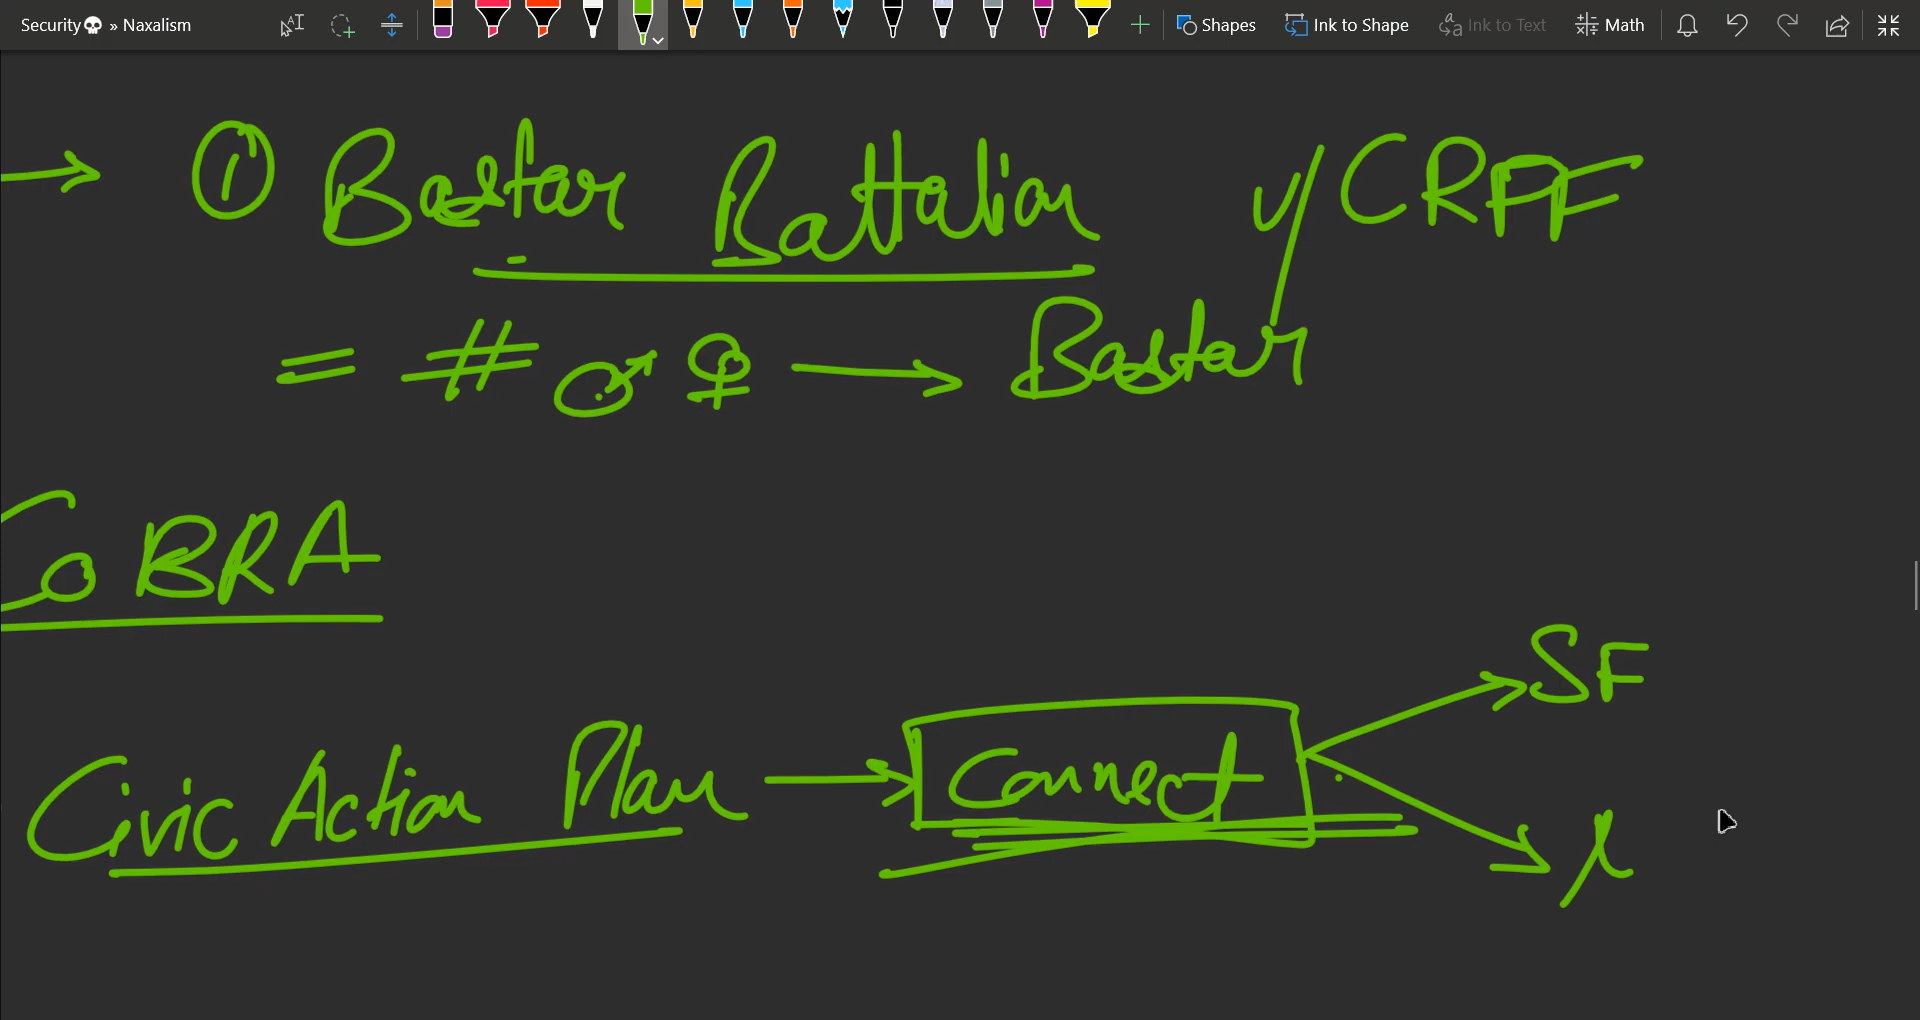 Security💀 » Naxalism Shapes Ink to Shape Ink to Text Math
→ ① Bastar Battalion / CRPF
= # ♂ ♀ → Bastar
CoBRA
Civic Action Plan → Connect → SF